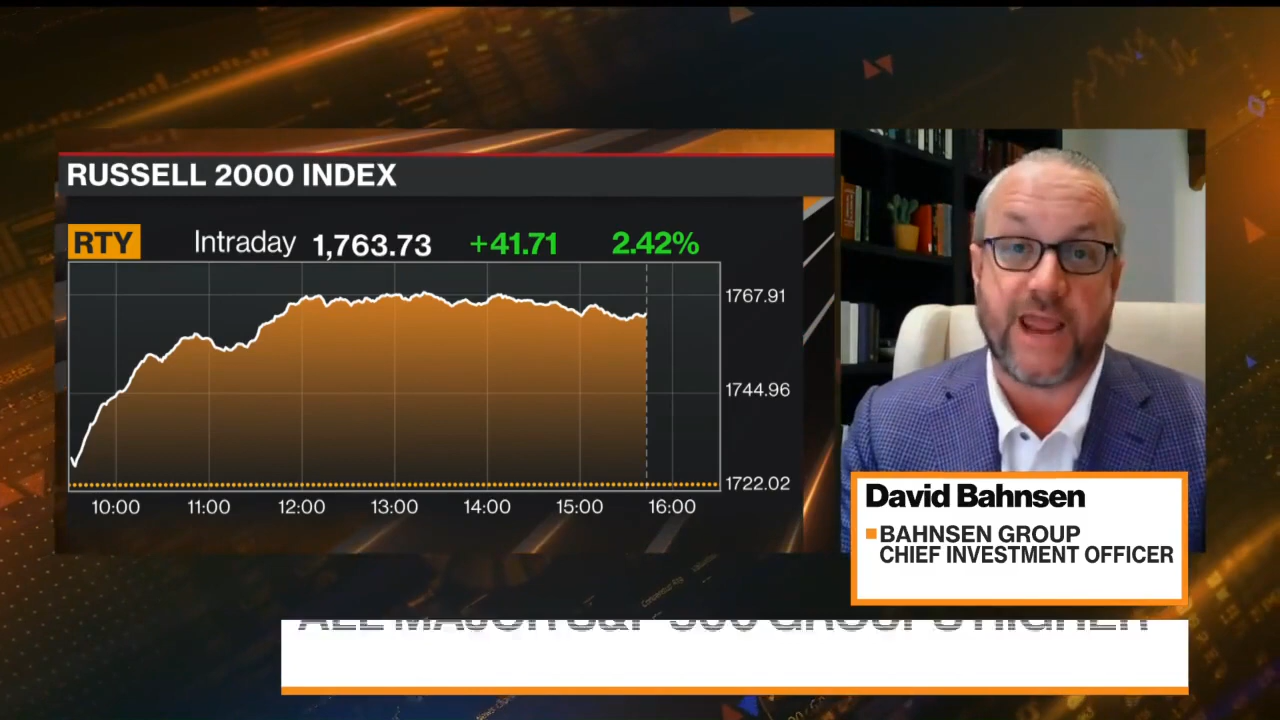 RUSSELL 2000 INDEX
RTY Intraday 1,763.73 +41.71 2.42%
1767.91
1744.96
1722.02
10:00 11:00 12:00 13:00 14:00 15:00 16:00
David Bahnsen
BAHNSEN GROUP
CHIEF INVESTMENT OFFICER